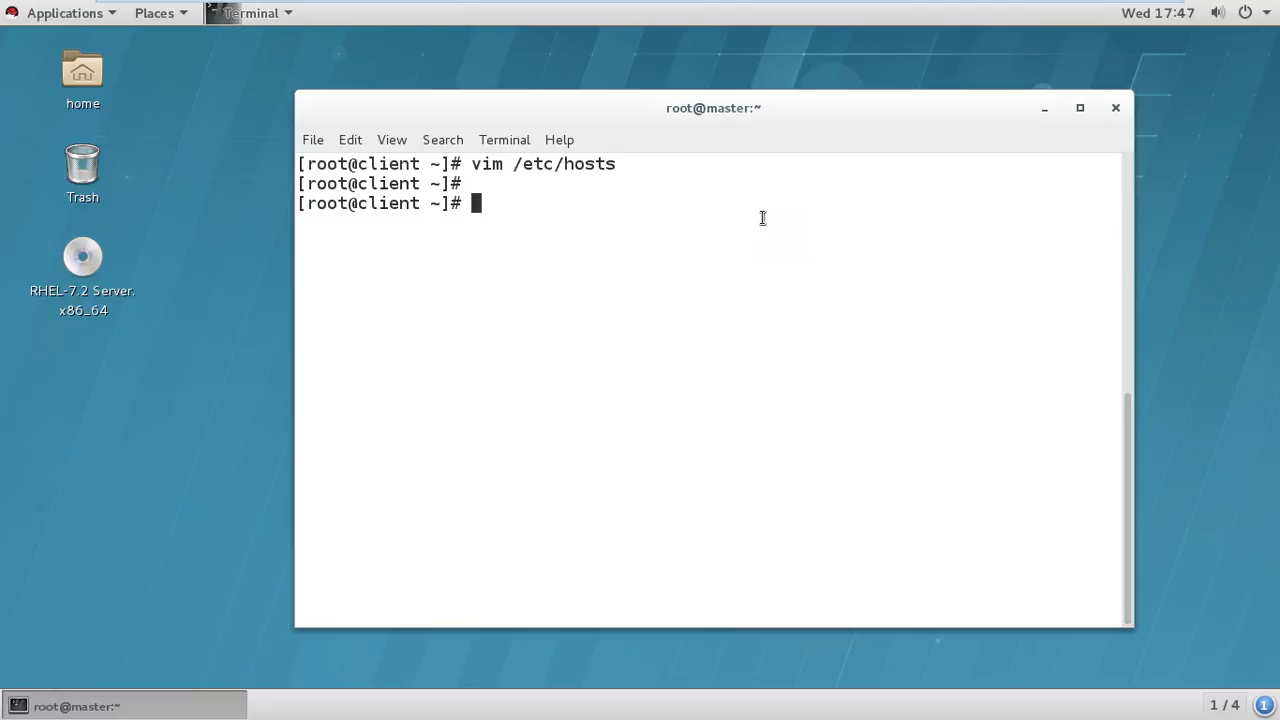 Applications Places Terminal Wed 17:47
home
Trash
RHEL-7.2 Server.
x86_64
root@master:~
File Edit View Search Terminal Help
[root@client ~]# vim /etc/hosts
[root@client ~]#
[root@client ~]#
root@master:~ 1 / 4 1